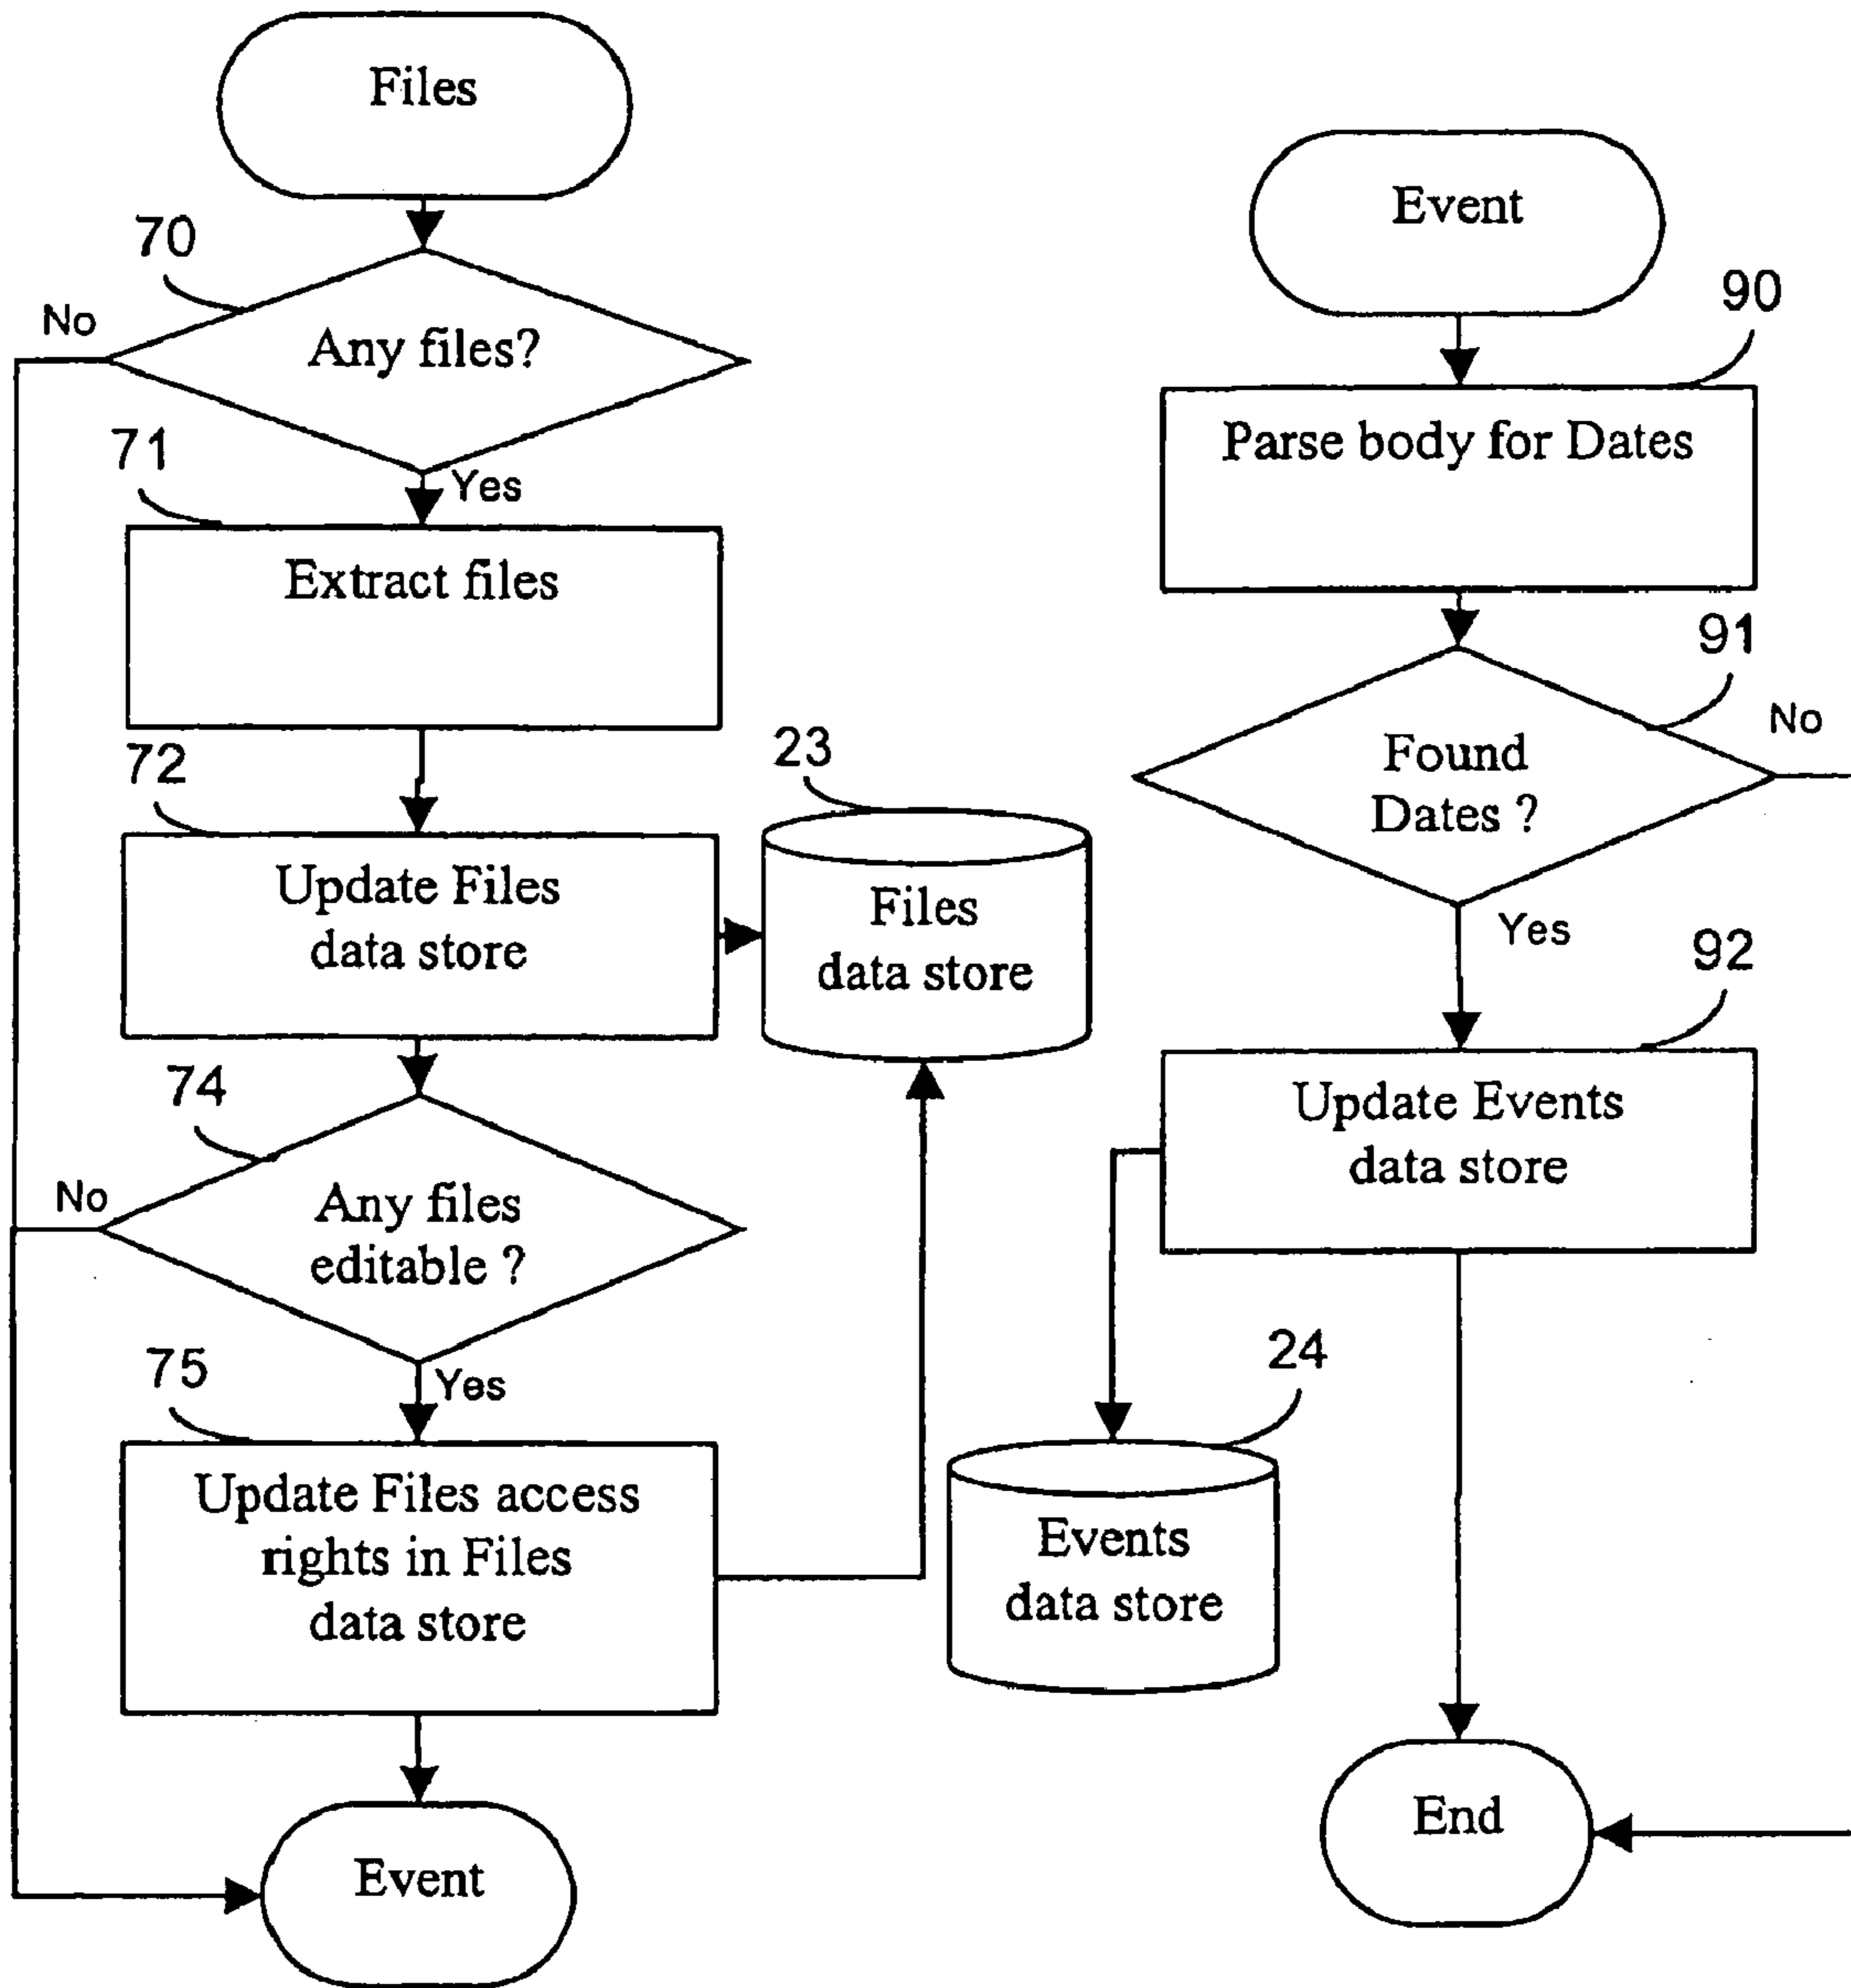 Files
70
No
Any files?
71
Yes
Extract files
72
Update Files
data store
23
Files
data store
74
No
Any files
editable ?
75
Yes
Update Files access
rights in Files
data store
Event
Event
90
Parse body for Dates
91
No
Found
Dates ?
Yes
92
Update Events
data store
24
Events
data store
End